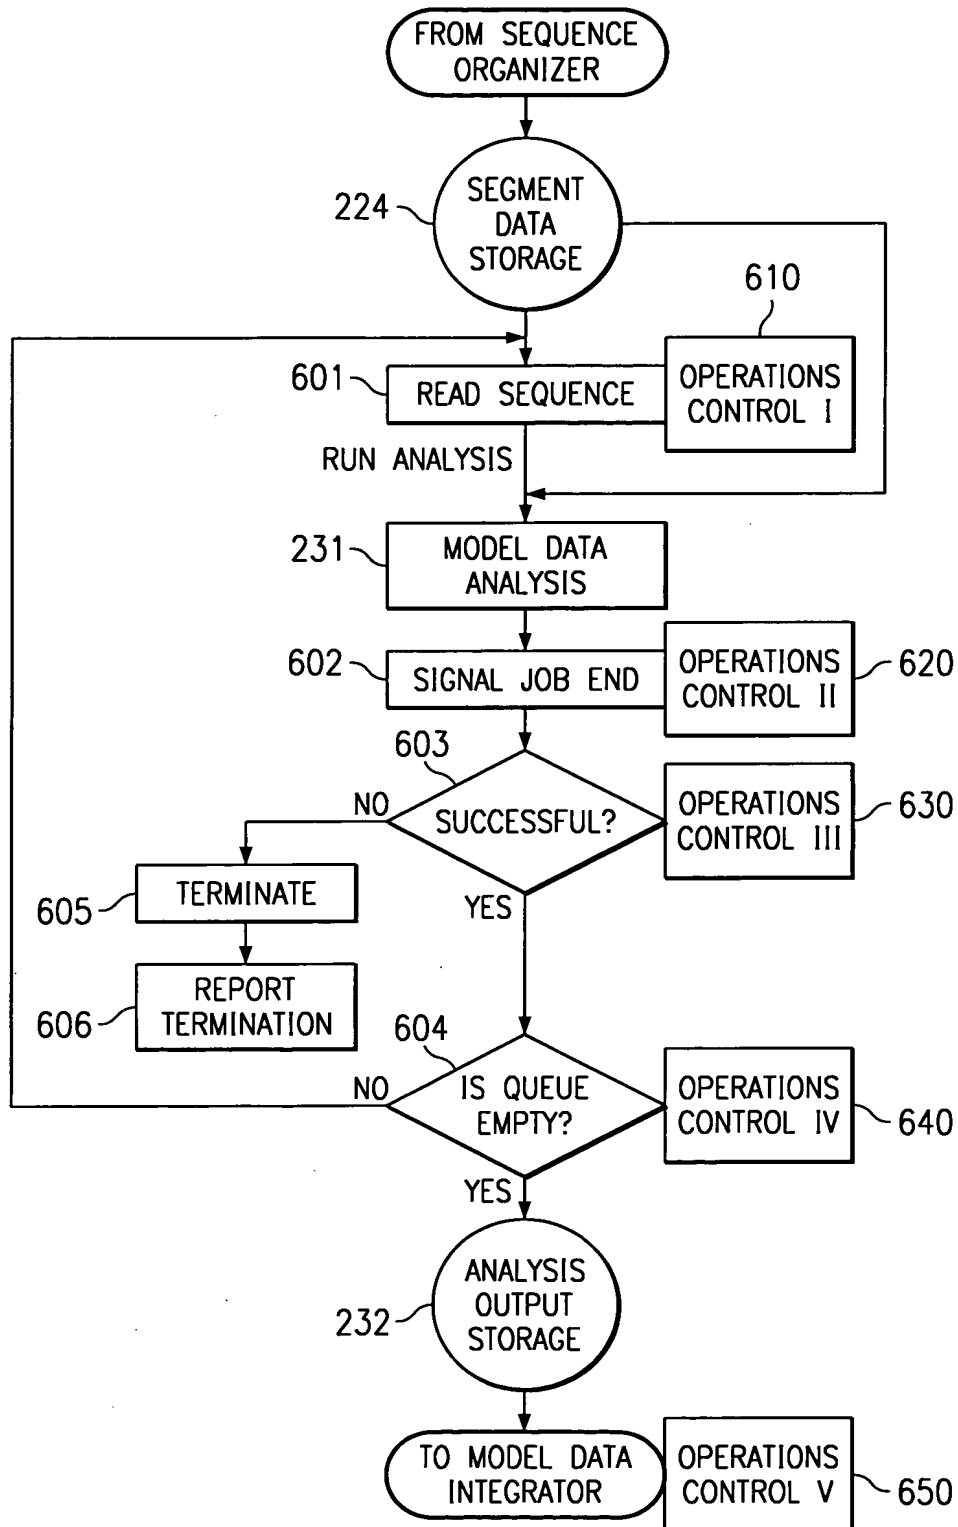 FROM SEQUENCE
ORGANIZER
224
SEGMENT
DATA
STORAGE
610
601
READ SEQUENCE
OPERATIONS
CONTROL I
RUN ANALYSIS
231
MODEL DATA
ANALYSIS
602
SIGNAL JOB END
OPERATIONS
CONTROL II
620
603
NO
SUCCESSFUL?
OPERATIONS
CONTROL III
630
YES
605
TERMINATE
606
REPORT
TERMINATION
604
NO
IS QUEUE
EMPTY?
OPERATIONS
CONTROL IV
640
YES
232
ANALYSIS
OUTPUT
STORAGE
TO MODEL DATA
INTEGRATOR
OPERATIONS
CONTROL V
650